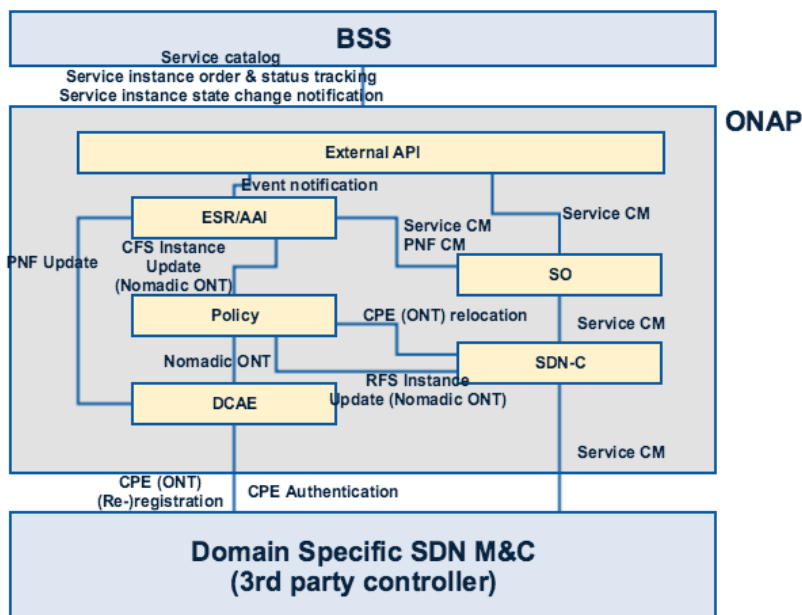 BSS
Service catalog
Service instance order & status tracking
Service instance state change notification
ONAP
External API
Event notification
ESR/AAI
Service CM
PNF CM
Service CM
PNF Update
CFS Instance
Update
(Nomadic ONT)
SO
Policy
CPE (ONT) relocation
Service CM
Nomadic ONT
SDN-C
RFS Instance
Update (Nomadic ONT)
DCAE
Service CM
CPE (ONT)
(Re-)registration
CPE Authentication
Domain Specific SDN M&C
(3rd party controller)